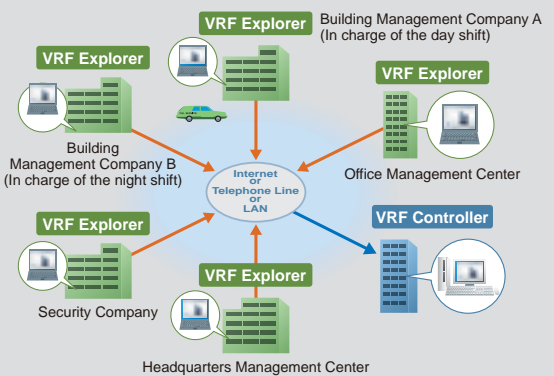 VRF Explorer
Building Management Company A
(In charge of the day shift)
VRF Explorer
VRF Explorer
Building
Management Company B
(In charge of the night shift)
Office Management Center
Internet
or
Telephone Line
or
LAN
VRF Explorer
VRF Controller
Security Company
VRF Explorer
Headquarters Management Center